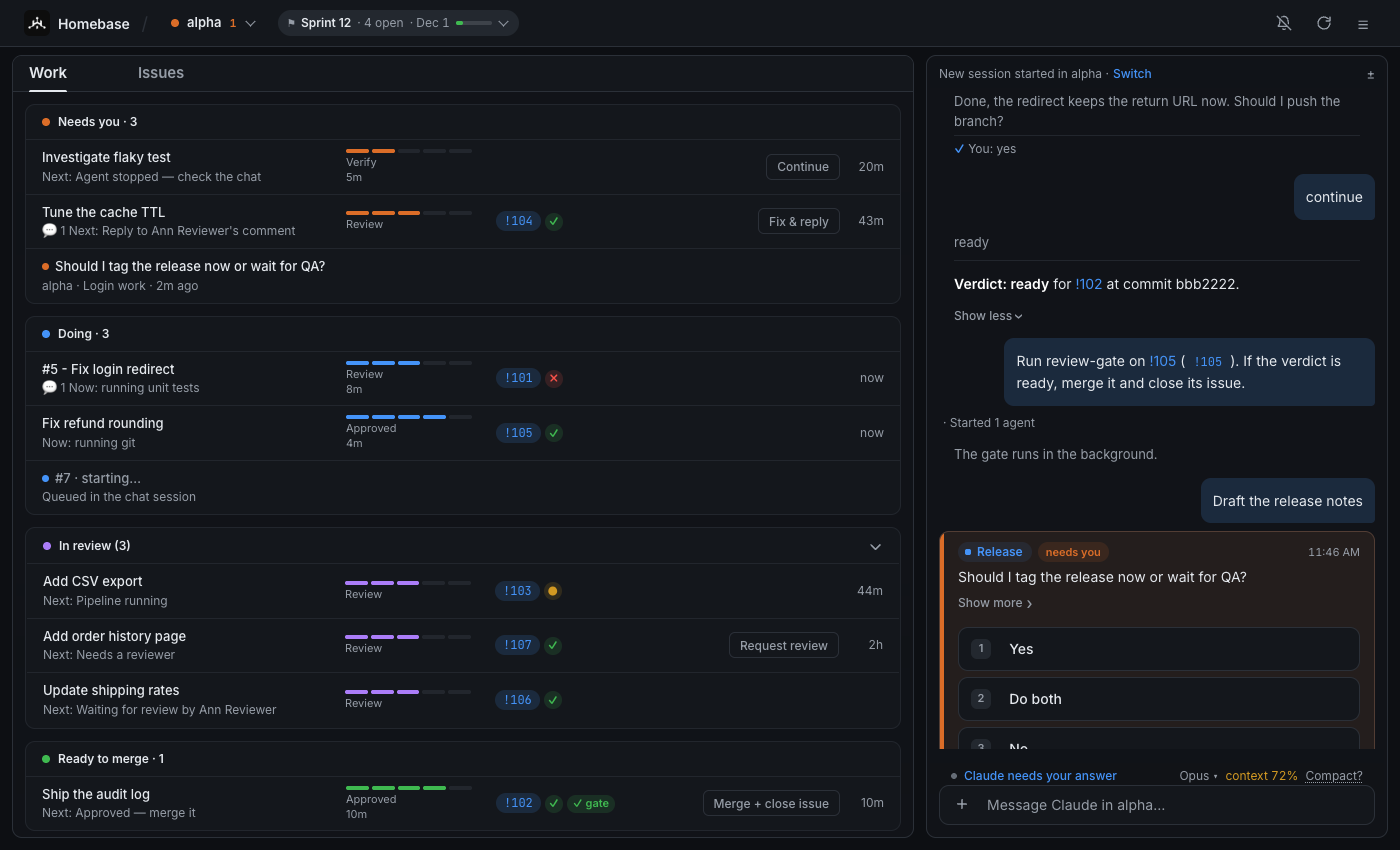 Homebase / alpha 1 Sprint 12 · 4 open · Dec 1
Work Issues
Needs you · 3
Investigate flaky test
Next: Agent stopped — check the chat
Verify
5m
Continue 20m
Tune the cache TTL
💬 1 Next: Reply to Ann Reviewer's comment
Review
!104 ✓
Fix & reply 43m
Should I tag the release now or wait for QA?
alpha · Login work · 2m ago
Doing · 3
#5 - Fix login redirect
💬 1 Now: running unit tests
Review
8m
!101 ✕
now
Fix refund rounding
Now: running git
Approved
4m
!105 ✓
now
#7 · starting...
Queued in the chat session
In review (3)
Add CSV export
Next: Pipeline running
Review
!103
44m
Add order history page
Next: Needs a reviewer
Review
!107 ✓
Request review 2h
Update shipping rates
Next: Waiting for review by Ann Reviewer
Review
!106 ✓
Ready to merge · 1
Ship the audit log
Next: Approved — merge it
Approved
10m
!102 ✓ ✓ gate
Merge + close issue 10m
New session started in alpha · Switch ±
Done, the redirect keeps the return URL now. Should I push the
branch?
✓ You: yes
continue
ready
Verdict: ready for !102 at commit bbb2222.
Show less
Run review-gate on !105 ( !105 ). If the verdict is
ready, merge it and close its issue.
· Started 1 agent
The gate runs in the background.
Draft the release notes
Release needs you 11:46 AM
Should I tag the release now or wait for QA?
Show more ›
1 Yes
2 Do both
3 No
Claude needs your answer Opus • context 72% Compact?
+ Message Claude in alpha...